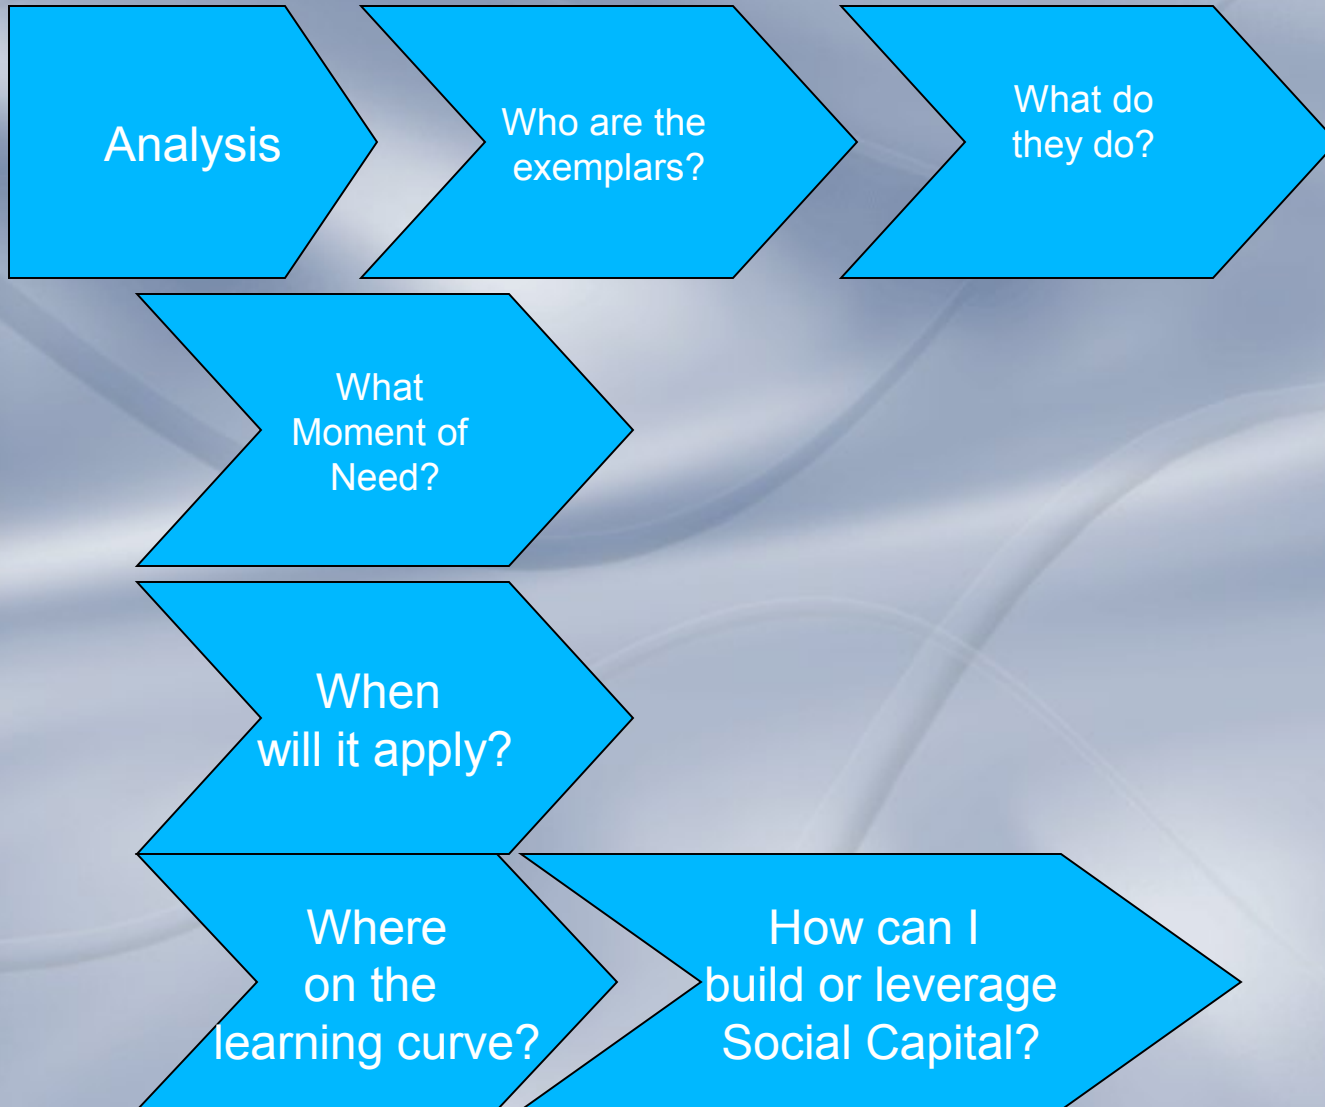 Analysis
Who are the
exemplars?
What do
they do?
What
Moment of
Need?
When
will it apply?
Where
on the
learning curve?
How can I
build or leverage
Social Capital?